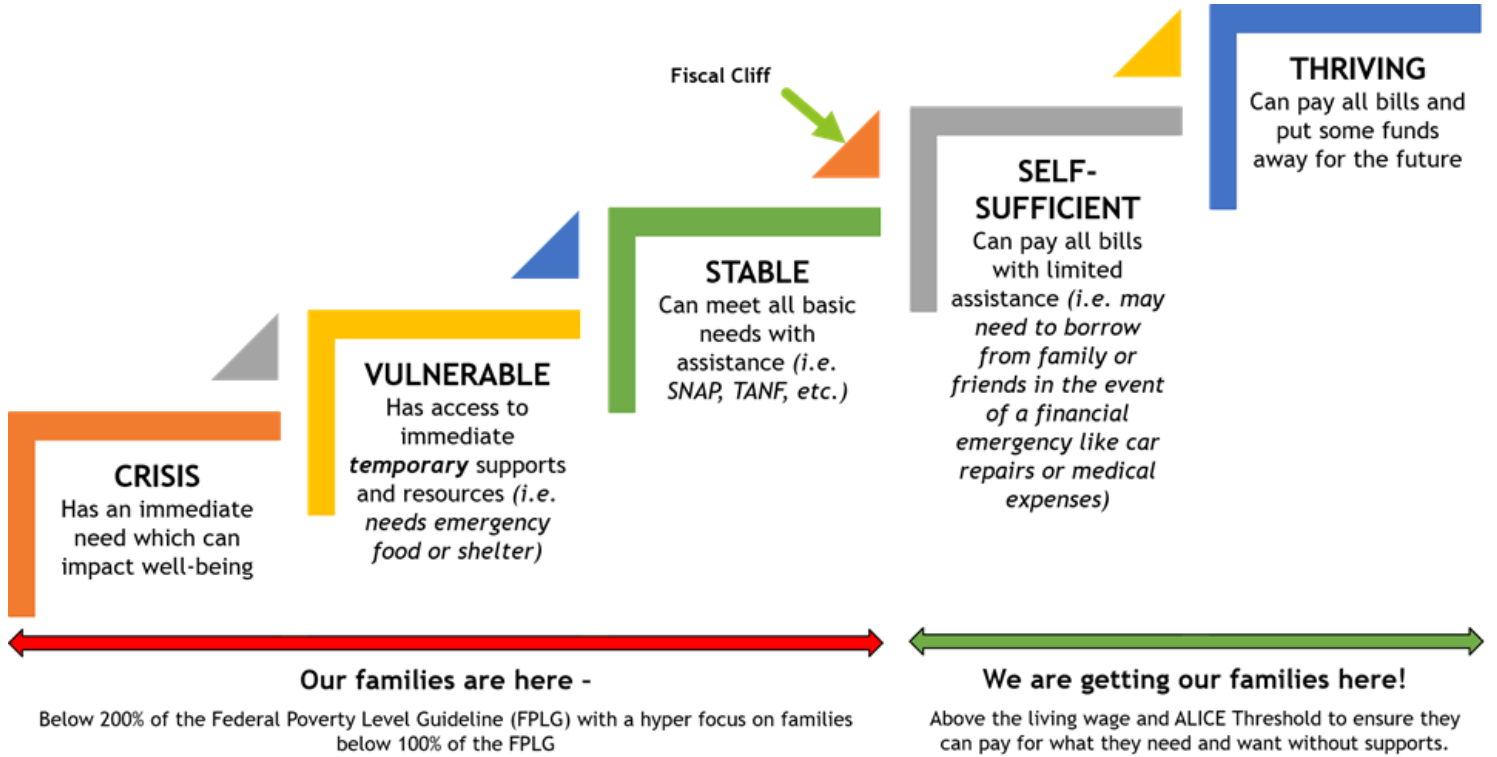 Fiscal Cliff
CRISIS
Has an immediate
need which can
impact well-being
VULNERABLE
Has access to
immediate
temporary supports
and resources (i.e.
needs emergency
food or shelter)
STABLE
Can meet all basic
needs with
assistance (i.e.
SNAP, TANF, etc.)
SELF-
SUFFICIENT
Can pay all bills
with limited
assistance (i.e. may
need to borrow
from family or
friends in the event
of a financial
emergency like car
repairs or medical
expenses)
THRIVING
Can pay all bills and
put some funds
away for the future
Our families are here -
Below 200% of the Federal Poverty Level Guideline (FPLG) with a hyper focus on families
below 100% of the FPLG
We are getting our families here!
Above the living wage and ALICE Threshold to ensure they
can pay for what they need and want without supports.